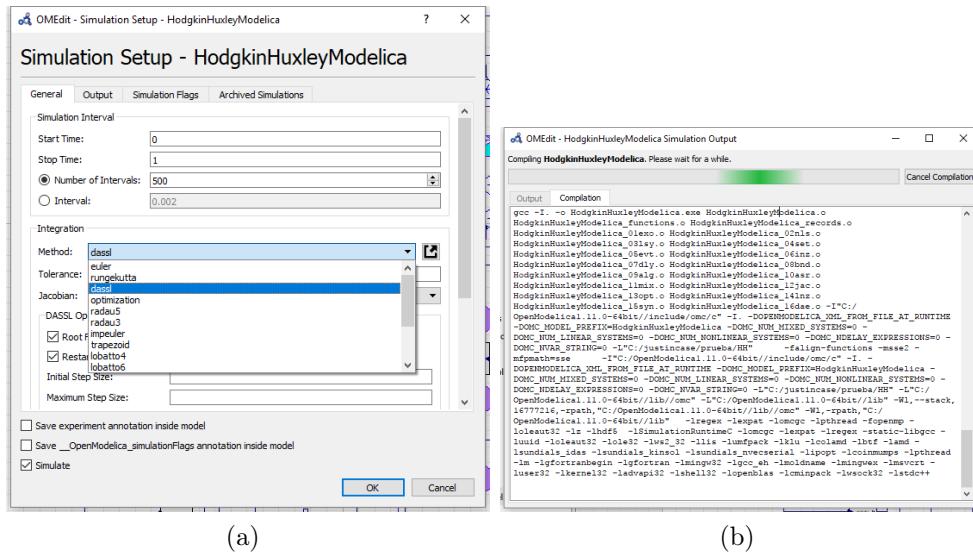 OMEdit - Simulation Setup - HodgkinHuxleyModelica
Simulation Setup - HodgkinHuxleyModelica
General Output Simulation Flags Archived Simulations
Simulation Interval
Start Time: 0
Stop Time: 1
Number of Intervals: 500
Interval: 0.002
Integration
Method: dassl
euler
rungekutta
Tolerance:
dassl
Jacobian:
optimization
radau5
DASSL Op
radau3
Root F
impeuler
trapezoid
Resta
lobatto4
lobatto6
Initial Step Size:
Maximum Step Size:
Save experiment annotation inside model
Save __OpenModelica_simulationFlags annotation inside model
Simulate
OK Cancel
(a)
OMEdit - HodgkinHuxleyModelica Simulation Output
Compiling HodgkinHuxleyModelica. Please wait for a while.
Cancel Compilation
Output Compilation
gcc -I. -o HodgkinHuxleyModelica.exe HodgkinHuxleyModelica.o
HodgkinHuxleyModelica_functions.o HodgkinHuxleyModelica_records.o
HodgkinHuxleyModelica_01exo.o HodgkinHuxleyModelica_02nls.o
HodgkinHuxleyModelica_03lsy.o HodgkinHuxleyModelica_04set.o
HodgkinHuxleyModelica_05evt.o HodgkinHuxleyModelica_06inz.o
HodgkinHuxleyModelica_07dly.o HodgkinHuxleyModelica_08bnd.o
HodgkinHuxleyModelica_09alg.o HodgkinHuxleyModelica_10asr.o
HodgkinHuxleyModelica_11mix.o HodgkinHuxleyModelica_12jac.o
HodgkinHuxleyModelica_13opt.o HodgkinHuxleyModelica_14lnz.o
HodgkinHuxleyModelica_15syn.o HodgkinHuxleyModelica_16dae.o -I"C:/
OpenModelica1.11.0-64bit//include/omc/c" -I. -DOPENMODELICA_XML_FROM_FILE_AT_RUNTIME
-DOMC_MODEL_PREFIX=HodgkinHuxleyModelica -DOMC_NUM_MIXED_SYSTEMS=0 -
DOMC_NUM_LINEAR_SYSTEMS=0 -DOMC_NUM_NONLINEAR_SYSTEMS=0 -DOMC_NDELAY_EXPRESSIONS=0 -
DOMC_NVAR_STRING=0 -L"C:/justincase/prueba/HH" -falign-functions -msse2 -
mfpmath=sse -I"C:/OpenModelica1.11.0-64bit//include/omc/c" -I. -
DOPENMODELICA_XML_FROM_FILE_AT_RUNTIME -DOMC_MODEL_PREFIX=HodgkinHuxleyModelica -
DOMC_NUM_MIXED_SYSTEMS=0 -DOMC_NUM_LINEAR_SYSTEMS=0 -DOMC_NUM_NONLINEAR_SYSTEMS=0 -
DOMC_NDELAY_EXPRESSIONS=0 -DOMC_NVAR_STRING=0 -L"C:/justincase/prueba/HH" -L"C:/
OpenModelica1.11.0-64bit//lib//omc" -L"C:/OpenModelica1.11.0-64bit//lib" -Wl,--stack,
16777216,-rpath,"C:/OpenModelica1.11.0-64bit//lib//omc" -Wl,-rpath,"C:/
OpenModelica1.11.0-64bit//lib" -lregex -lexpat -lomcgc -lpthread -fopenmp -
loleaut32 -lz -lhdf5 -lSimulationRuntimeC -lomcgc -lexpat -lregex -static-libgcc -
luuid -loleaut32 -lole32 -lws2_32 -llis -lumfpack -lklu -lcolamd -lbtf -lamd -
lsundials_idas -lsundials_kinsol -lsundials_nvecserial -lipopt -lcoinmumps -lpthread
-lm -lgfortranbegin -lgfortran -lmingw32 -lgcc_eh -lmoldname -lmingwex -lmsvcrt -
luser32 -lkernel32 -ladvapi32 -lshell32 -lopenblas -lcminpack -lwsock32 -lstdc++
(b)